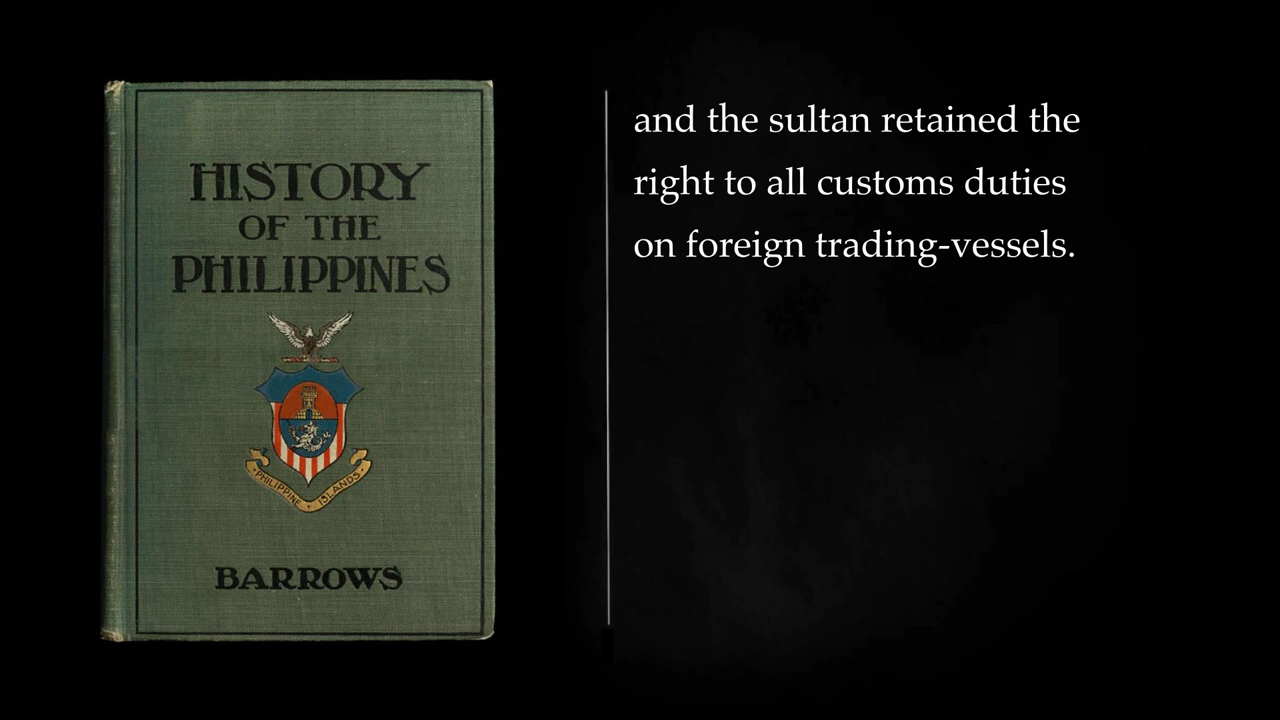 HISTORY
OF THE
PHILIPPINES
PHILIPPINE ISLANDS
BARROWS
and the sultan retained the
right to all customs duties
on foreign trading-vessels.